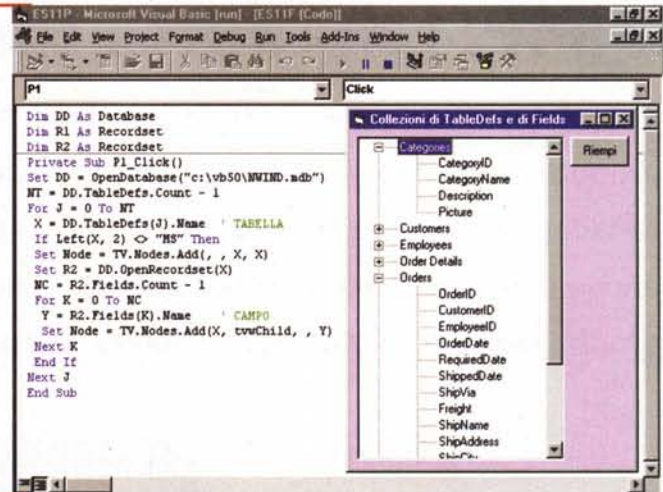 ES11P - Microsoft Visual Basic [run] - [ES11F (Code)]
File Edit View Project Format Debug Run Tools Add-Ins Window Help
P1
Click
Dim DD As Database
Dim R1 As Recordset
Dim R2 As Recordset
Private Sub P1_Click()
Set DD = OpenDatabase("c:\vb50\NWIND.mdb")
NT = DD.TableDefs.Count - 1
For J = 0 To NT
X = DD.TableDefs(J).Name ' TABELLA
If Left(X, 2) <> "MS" Then
Set Node = TV.Nodes.Add(, , X, X)
Set R2 = DD.OpenRecordset(X)
NC = R2.Fields.Count - 1
For K = 0 To NC
Y = R2.Fields(K).Name ' CAMPO
Set Node = TV.Nodes.Add(X, tvwChild, , Y)
Next K
End If
Next J
End Sub
Collezioni di TableDefs e di Fields
Riempi
Categories
CategoryID
CategoryName
Description
Picture
Customers
Employees
Order Details
Orders
OrderID
CustomerID
EmployeeID
OrderDate
RequiredDate
ShippedDate
ShipVia
Freight
ShipName
ShipAddress
ShipCity